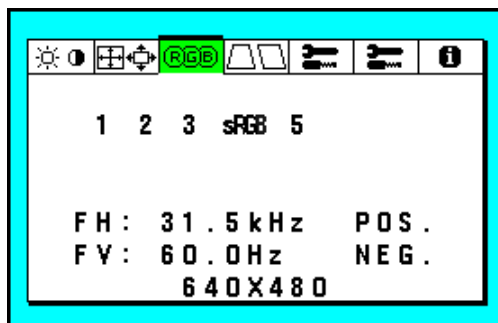 RGB
1 2 3 sRGB 5
FH: 31.5kHz POS.
FV: 60.0Hz NEG.
640X480